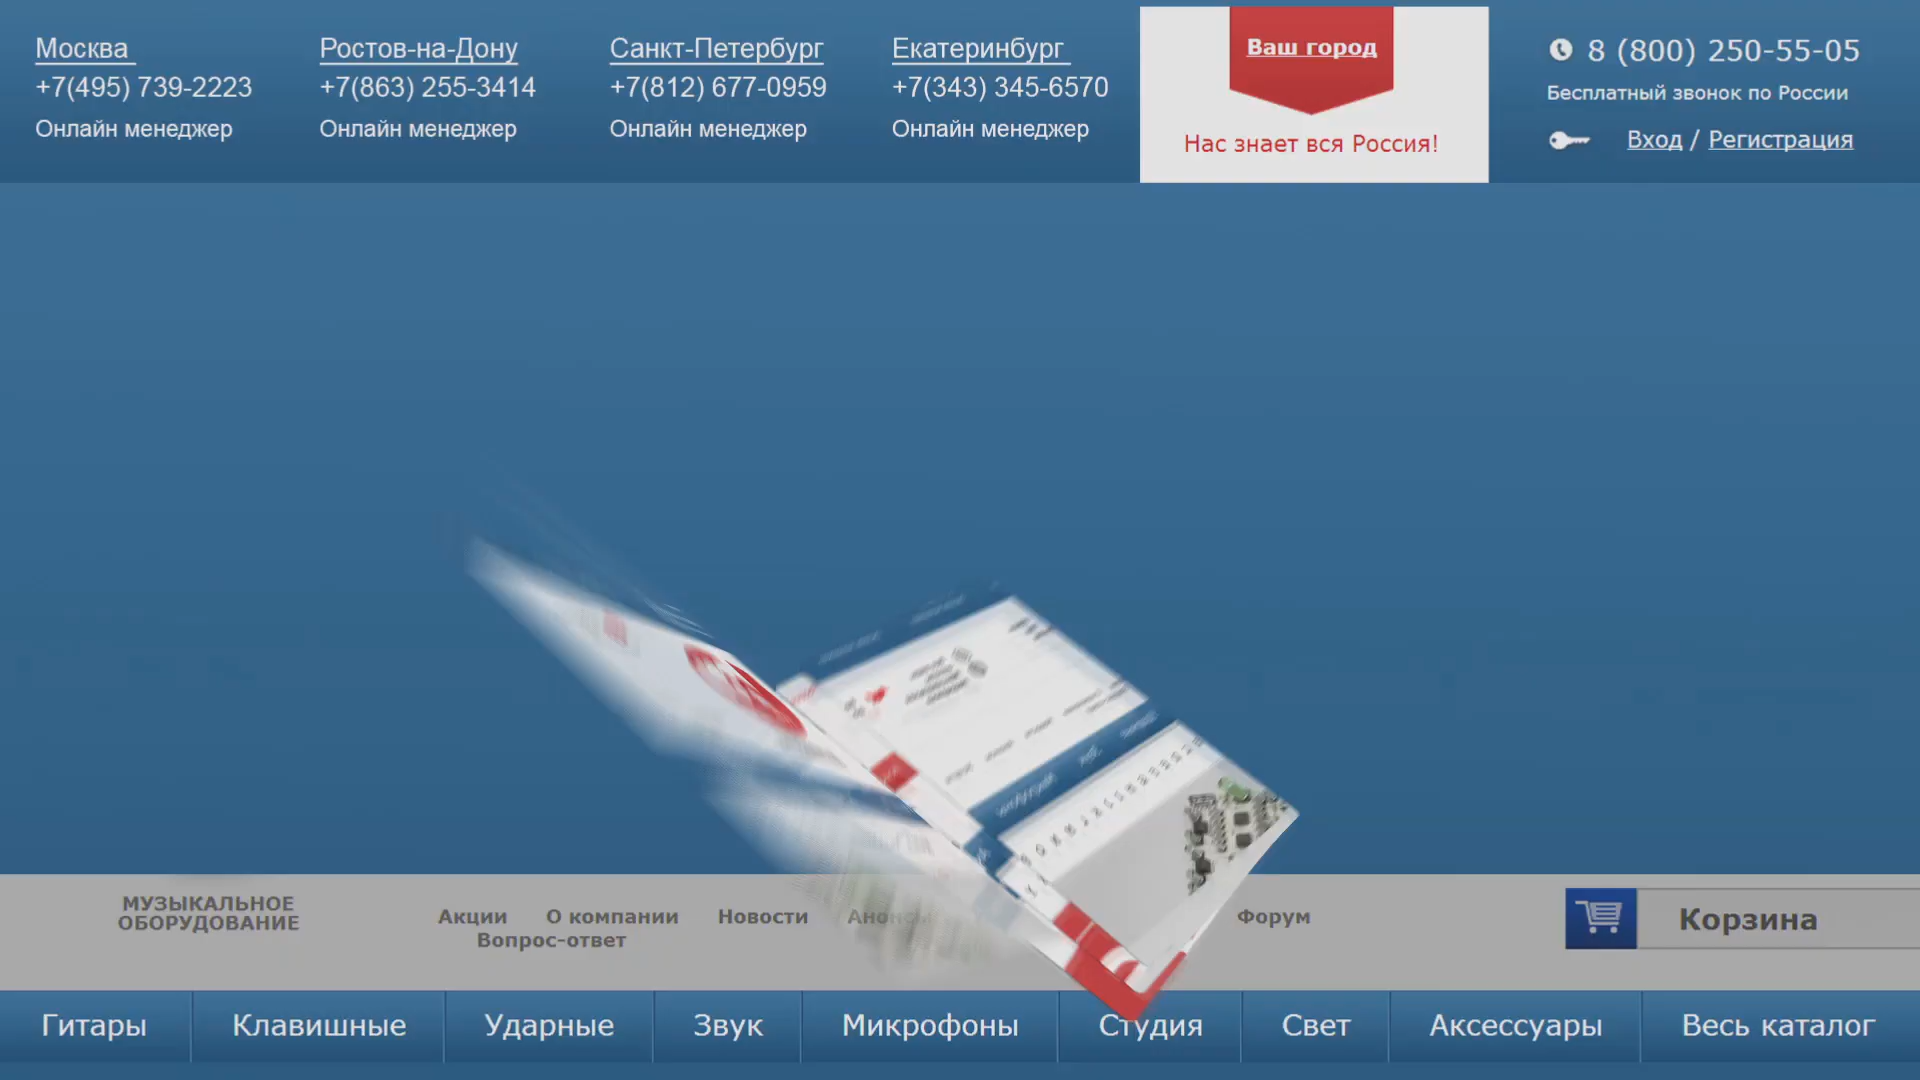 Москва
+7(495) 739-2223
Онлайн менеджер
Ростов-на-Дону
+7(863) 255-3414
Онлайн менеджер
Санкт-Петербург
+7(812) 677-0959
Онлайн менеджер
Екатеринбург
+7(343) 345-6570
Онлайн менеджер
Ваш город
Нас знает вся Россия!
8 (800) 250-55-05
Бесплатный звонок по России
Вход / Регистрация
МУЗЫКАЛЬНОЕ
ОБОРУДОВАНИЕ
Акции О компании Новости Анонсы Форум
Вопрос-ответ
Корзина
Гитары Клавишные Ударные Звук Микрофоны Студия Свет Аксессуары Весь каталог